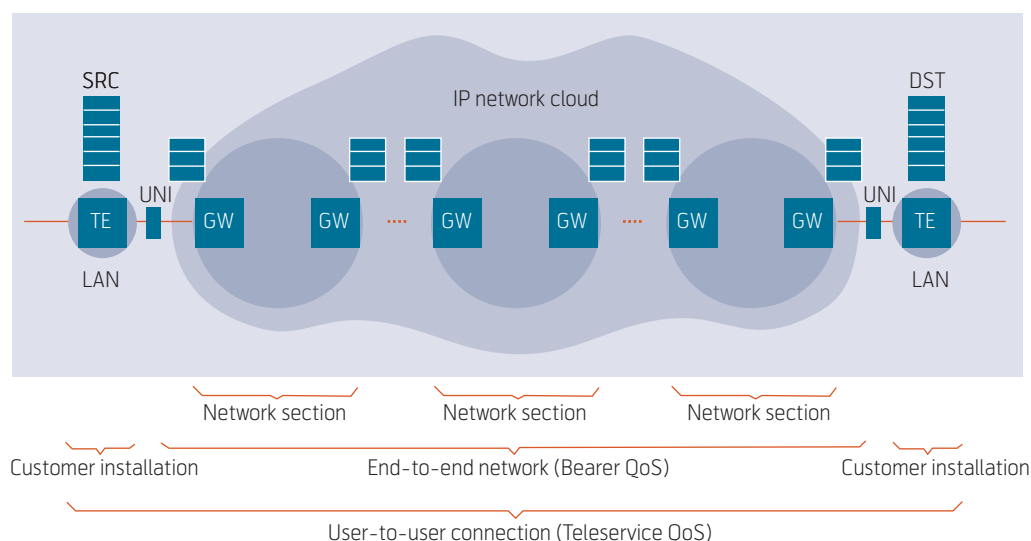 SRC
DST
IP network cloud
UNI
UNI
TE
GW
GW
GW
GW
GW
GW
TE
LAN
LAN
Network section
Network section
Network section
Customer installation
End-to-end network (Bearer QoS)
Customer installation
User-to-user connection (Teleservice QoS)